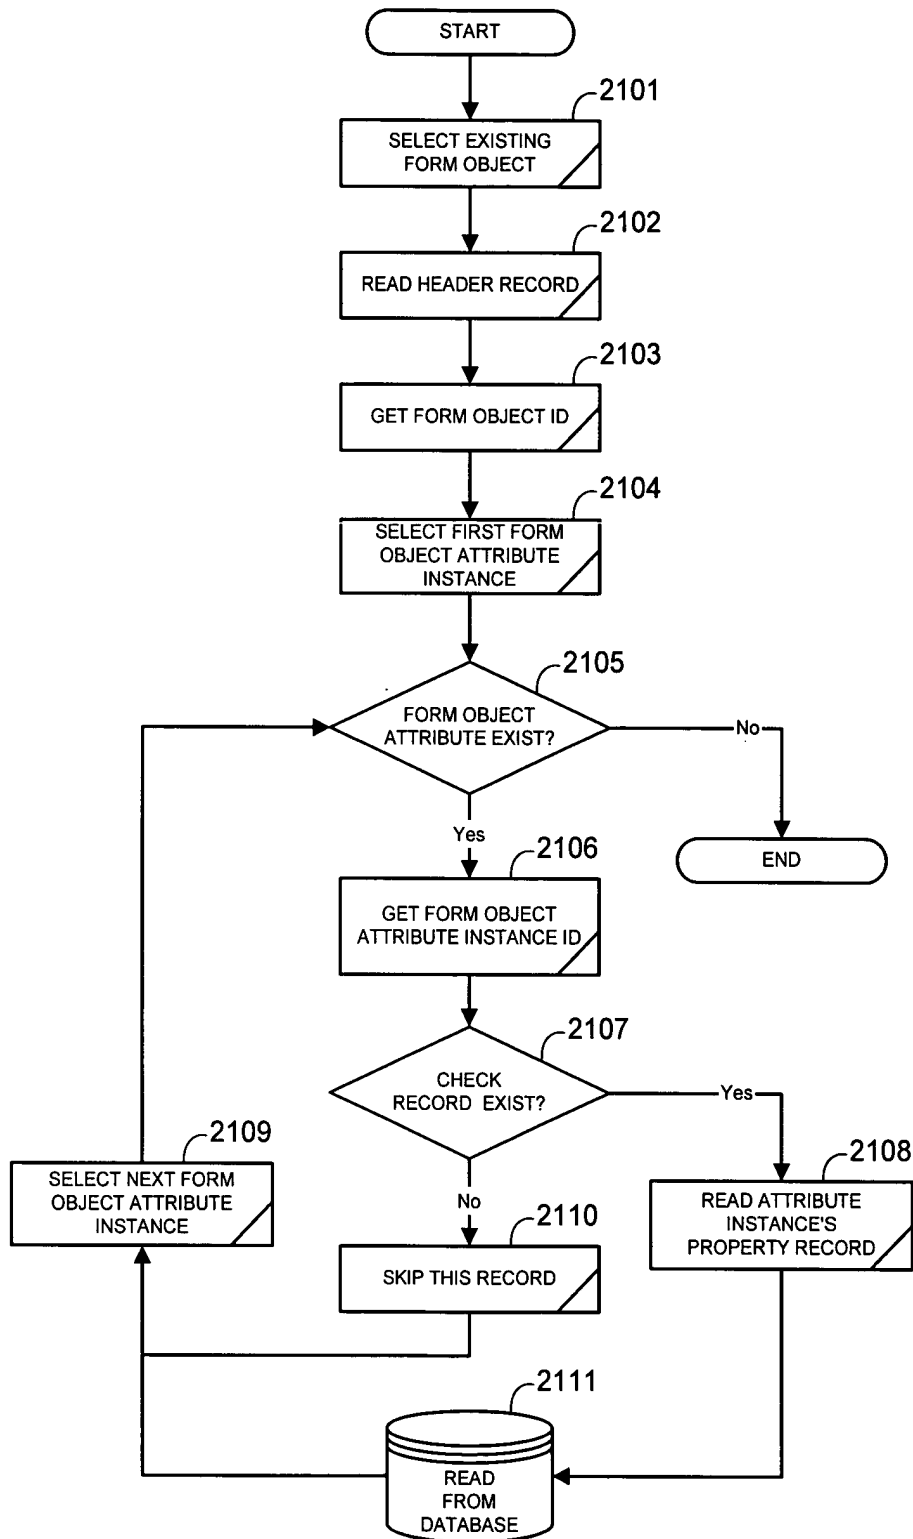 START
2101
SELECT EXISTING
FORM OBJECT
2102
READ HEADER RECORD
2103
GET FORM OBJECT ID
2104
SELECT FIRST FORM
OBJECT ATTRIBUTE
INSTANCE
2105
FORM OBJECT
ATTRIBUTE EXIST?
No
Yes
END
2106
GET FORM OBJECT
ATTRIBUTE INSTANCE ID
2107
CHECK
RECORD EXIST?
Yes
No
2109
SELECT NEXT FORM
OBJECT ATTRIBUTE
INSTANCE
2108
READ ATTRIBUTE
INSTANCE'S
PROPERTY RECORD
2110
SKIP THIS RECORD
2111
READ
FROM
DATABASE